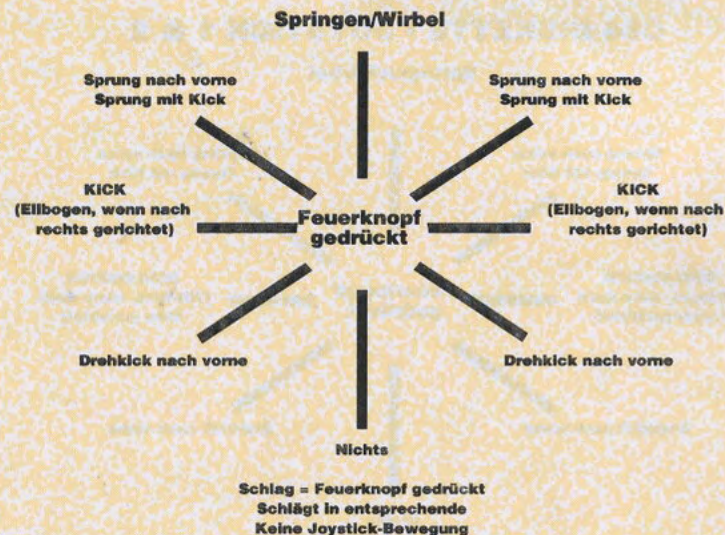 Springen/Wirbel
Sprung nach vorne
Sprung mit Kick
Sprung nach vorne
Sprung mit Kick
KICK
(Ellbogen, wenn nach
rechts gerichtet)
Feuerknopf
gedrückt
KICK
(Ellbogen, wenn nach
rechts gerichtet)
Drehkick nach vorne
Drehkick nach vorne
Nichts
Schlag = Feuerknopf gedrückt
Schlägt in entsprechende
Keine Joystick-Bewegung